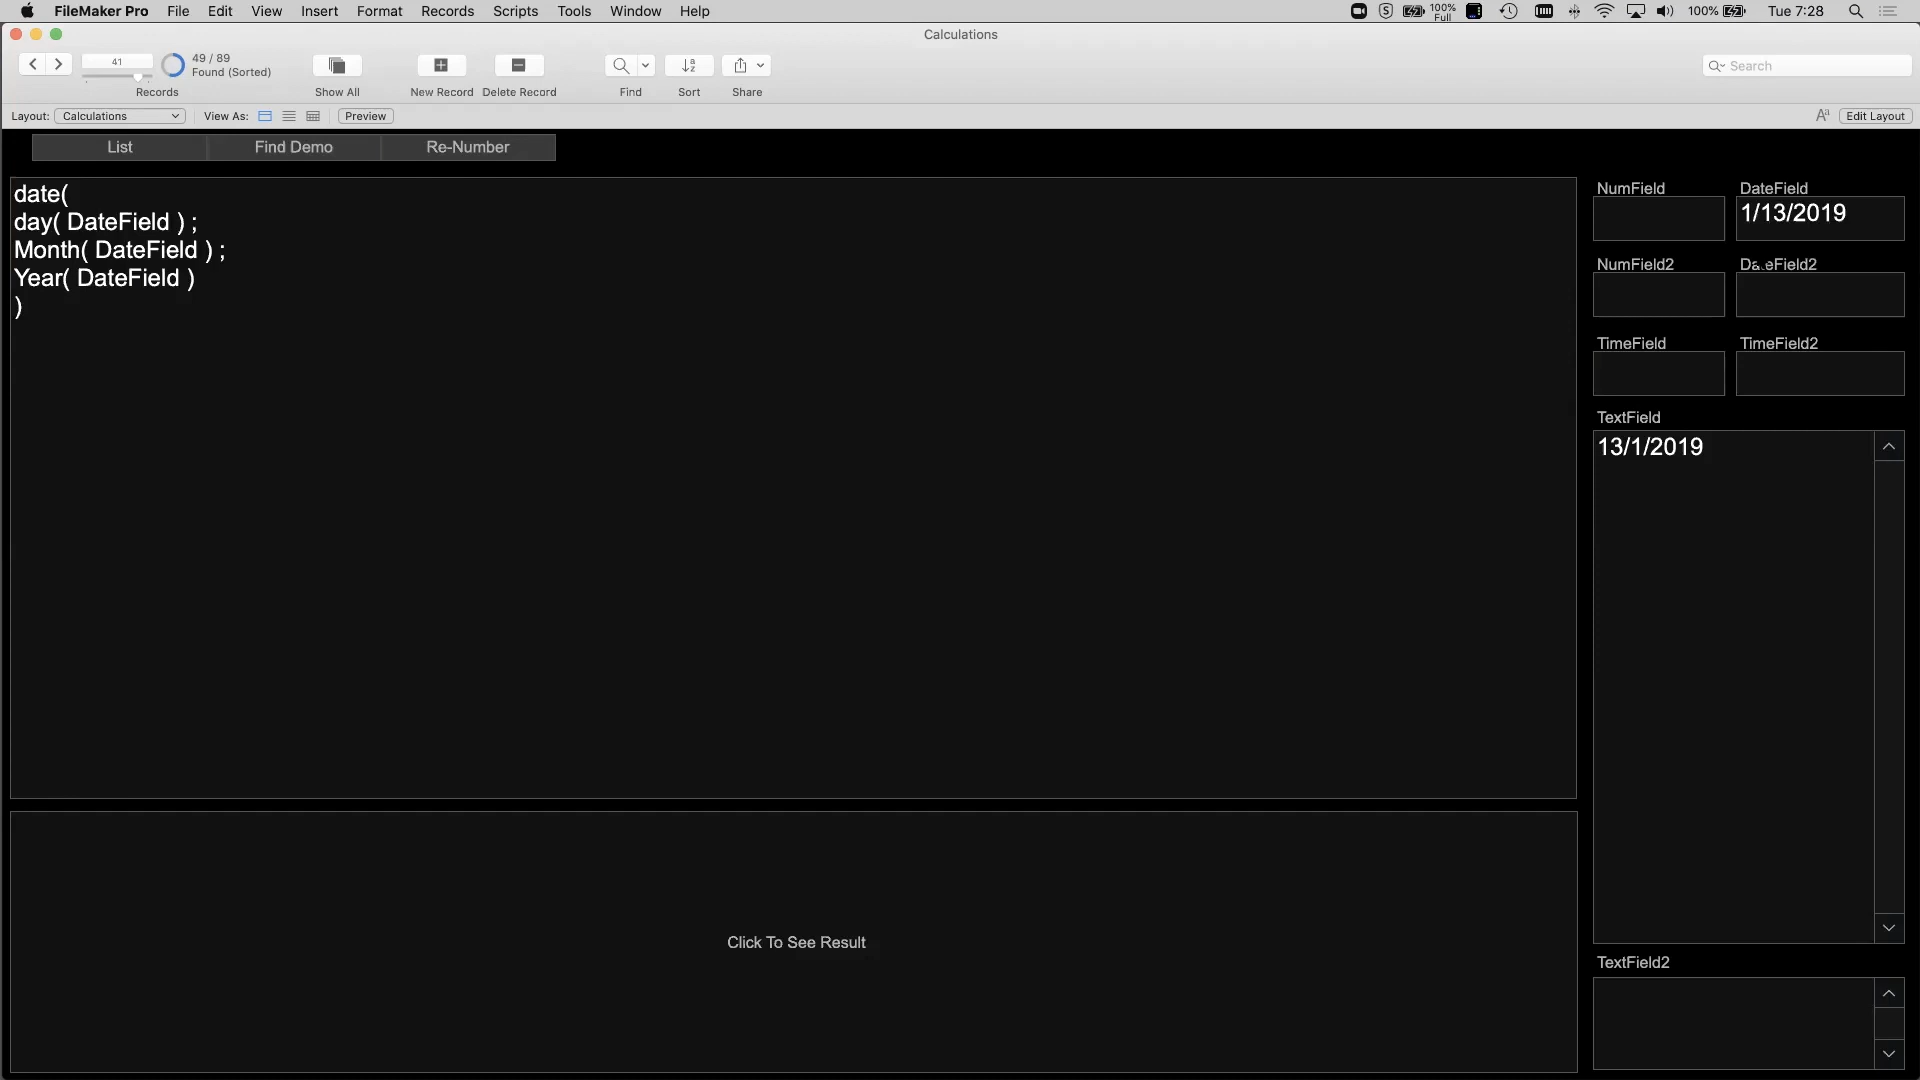 FileMaker Pro File Edit View Insert Format Records Scripts Tools Window Help
100% Full 100% Tue 7:28
Calculations
41
49 / 89
Found (Sorted)
Records
Show All
New Record
Delete Record
Find
Sort
Share
Search
Layout: Calculations View As: Preview Edit Layout
List Find Demo Re-Number
date(
day( DateField ) ;
Month( DateField ) ;
Year( DateField )
)
Click To See Result
NumField DateField
1/13/2019
NumField2
TimeField TimeField2
TextField
13/1/2019
TextField2